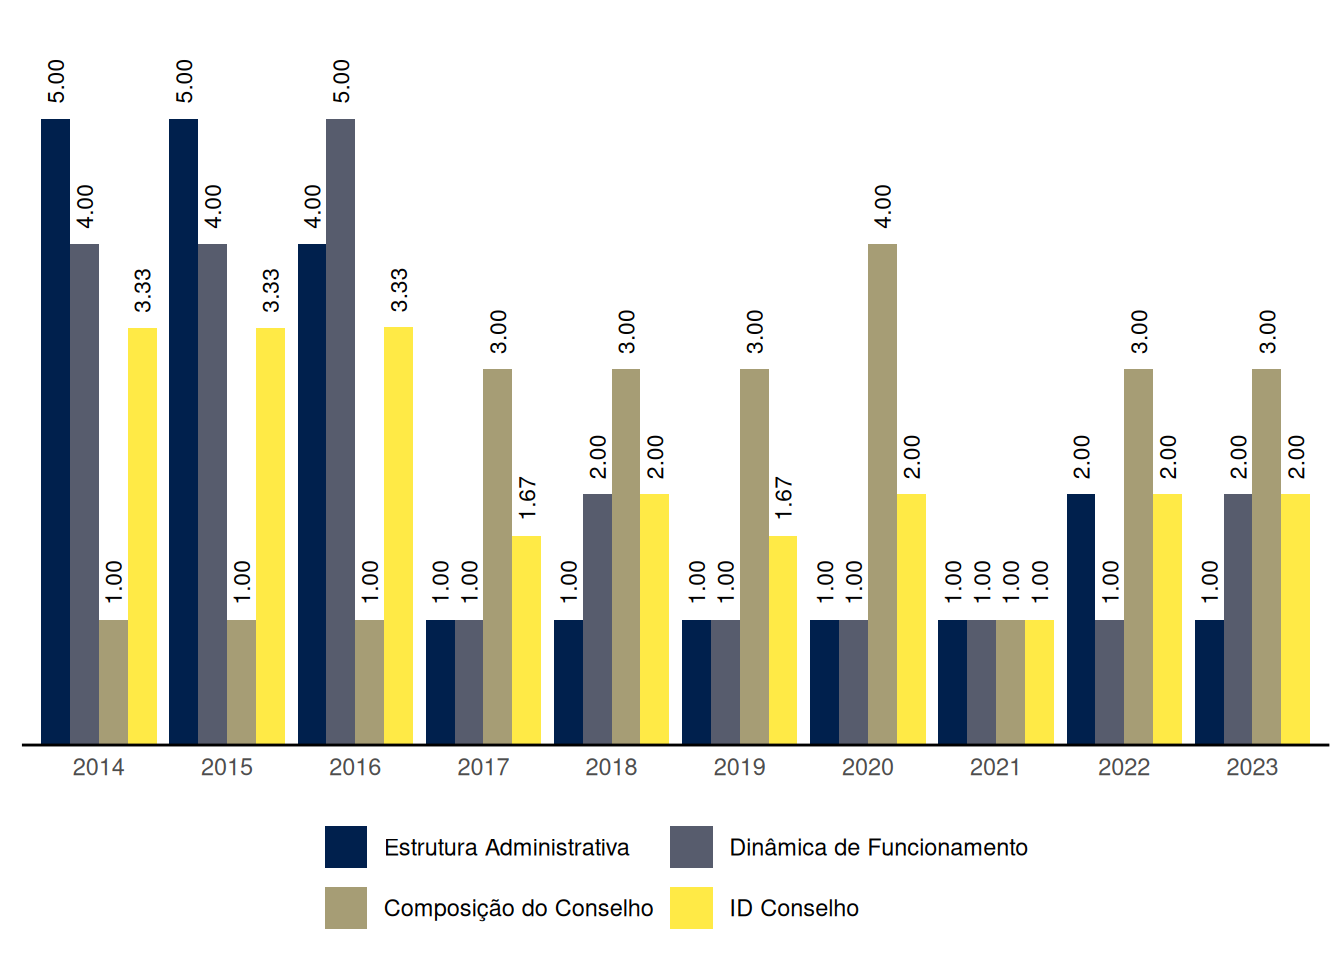 5.00 4.00 1.00 3.33 5.00 4.00 1.00 3.33 4.00 5.00 1.00 3.33 1.00 1.00 3.00 1.67 1.00 2.00 3.00 2.00 1.00 1.00 3.00 1.67 1.00 1.00 4.00 2.00 1.00 1.00 1.00 1.00 2.00 1.00 3.00 2.00 1.00 2.00 3.00 2.00
2014 2015 2016 2017 2018 2019 2020 2021 2022 2023
Estrutura Administrativa Dinâmica de Funcionamento
Composição do Conselho ID Conselho